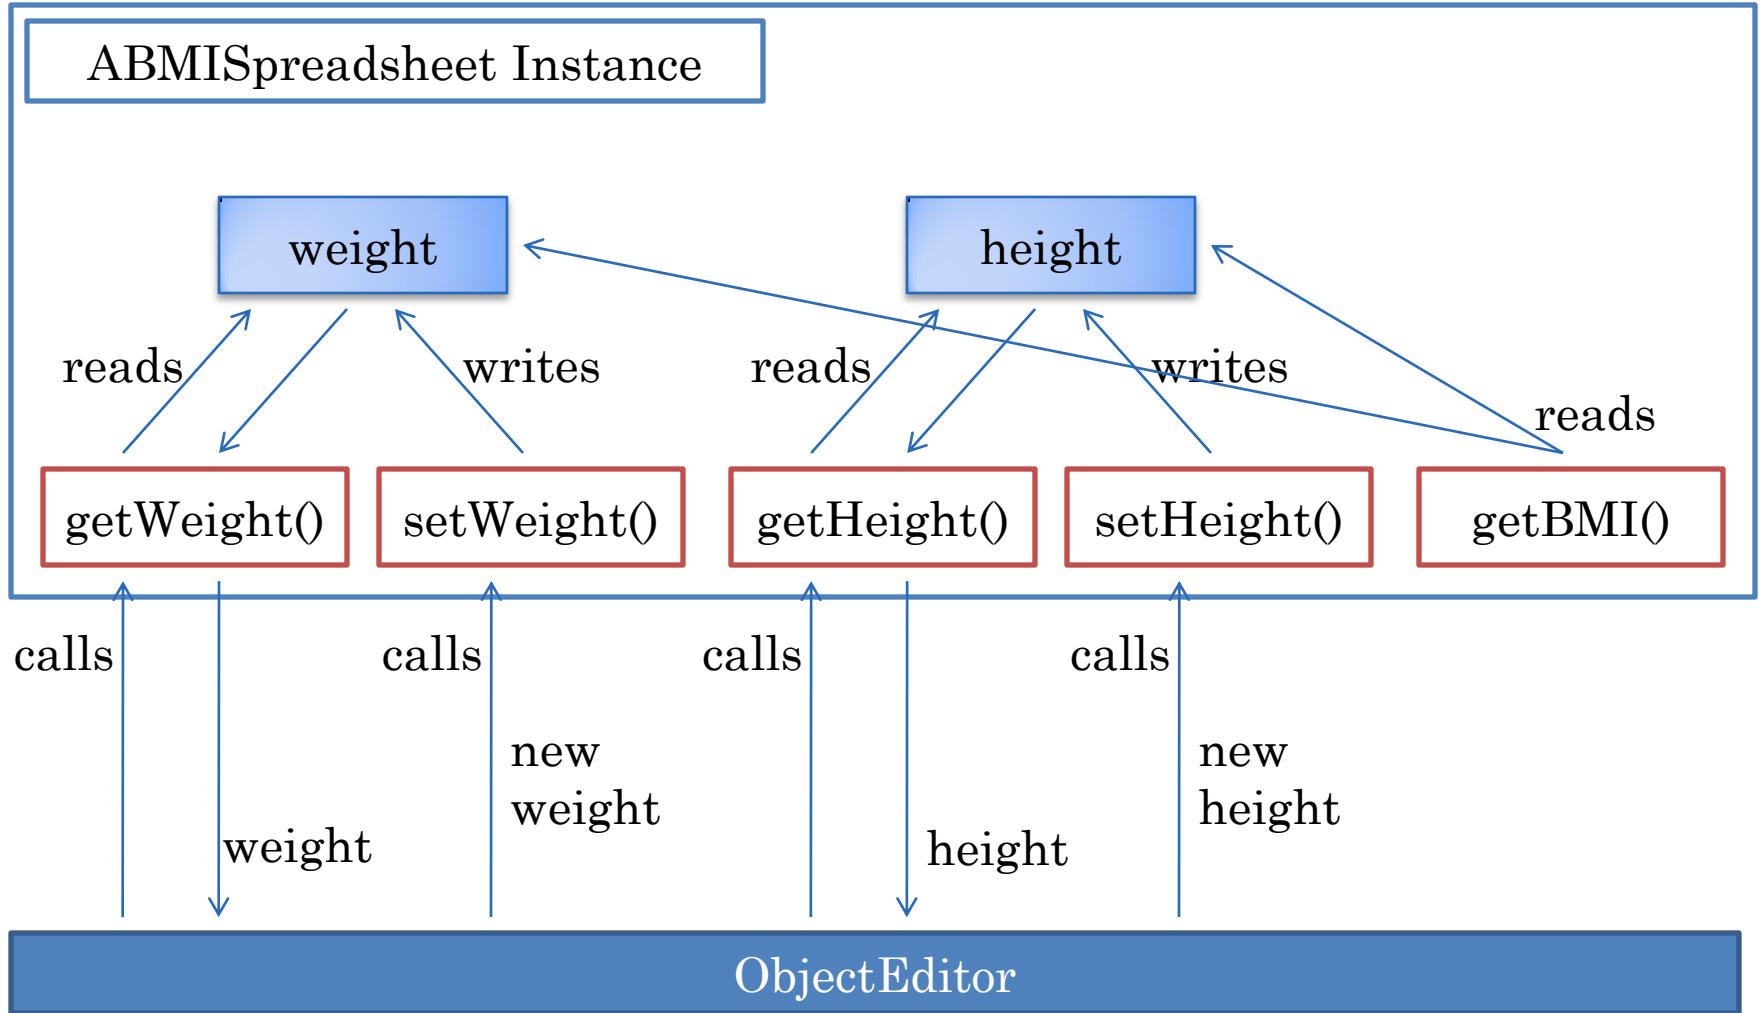 ABMISpreadsheet Instance
weight
height
reads
writes
reads
writes
reads
getWeight()
setWeight()
getHeight()
setHeight()
getBMI()
calls
calls
calls
calls
new
weight
new
height
weight
height
ObjectEditor